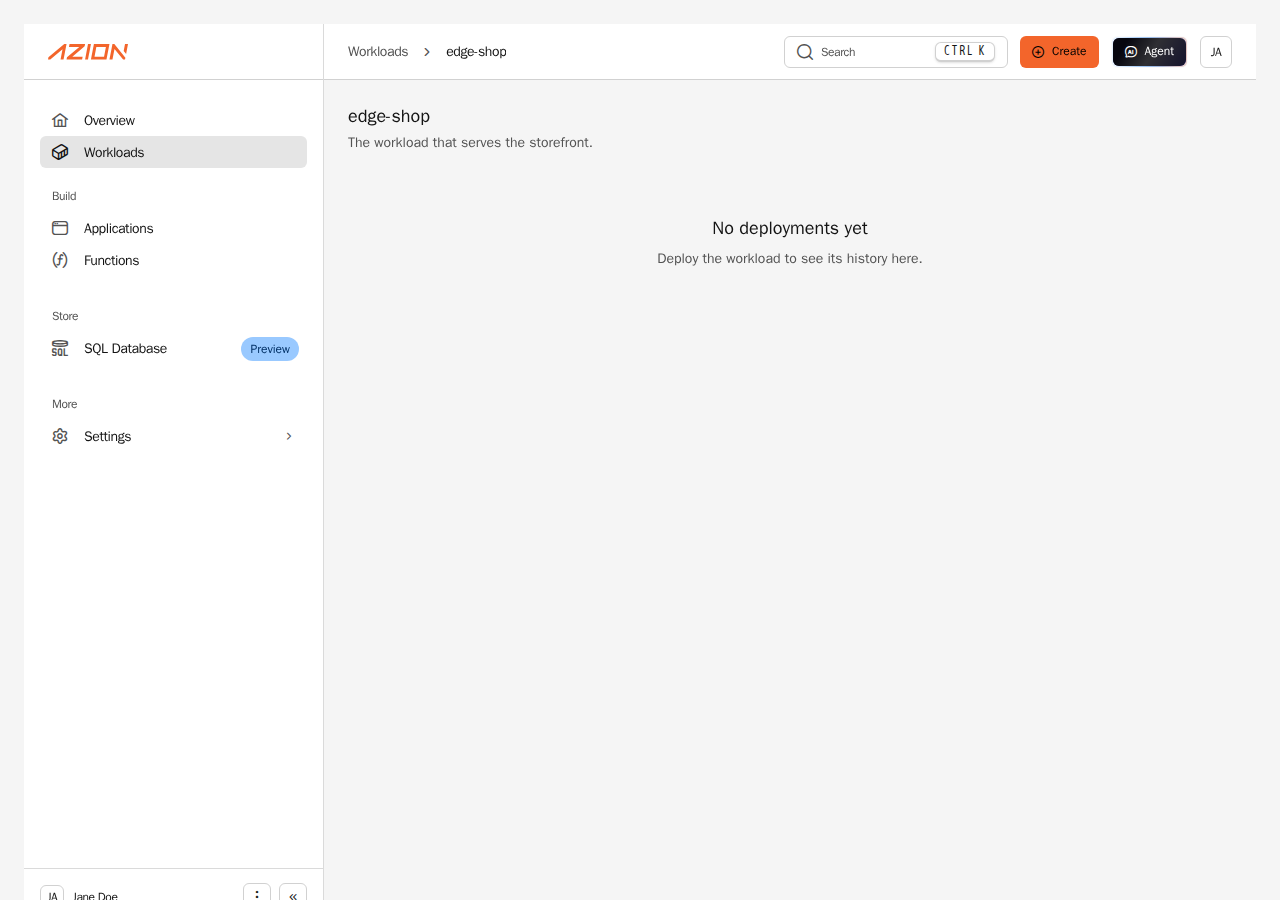 AZION
Workloads
edge-shop
Search
CTRL K
Create
Agent
JA
Overview
Workloads
Build
Applications
Functions
Store
SQL Database
Preview
More
Settings
edge-shop
The workload that serves the storefront.
No deployments yet
Deploy the workload to see its history here.
JA
Jane Doe